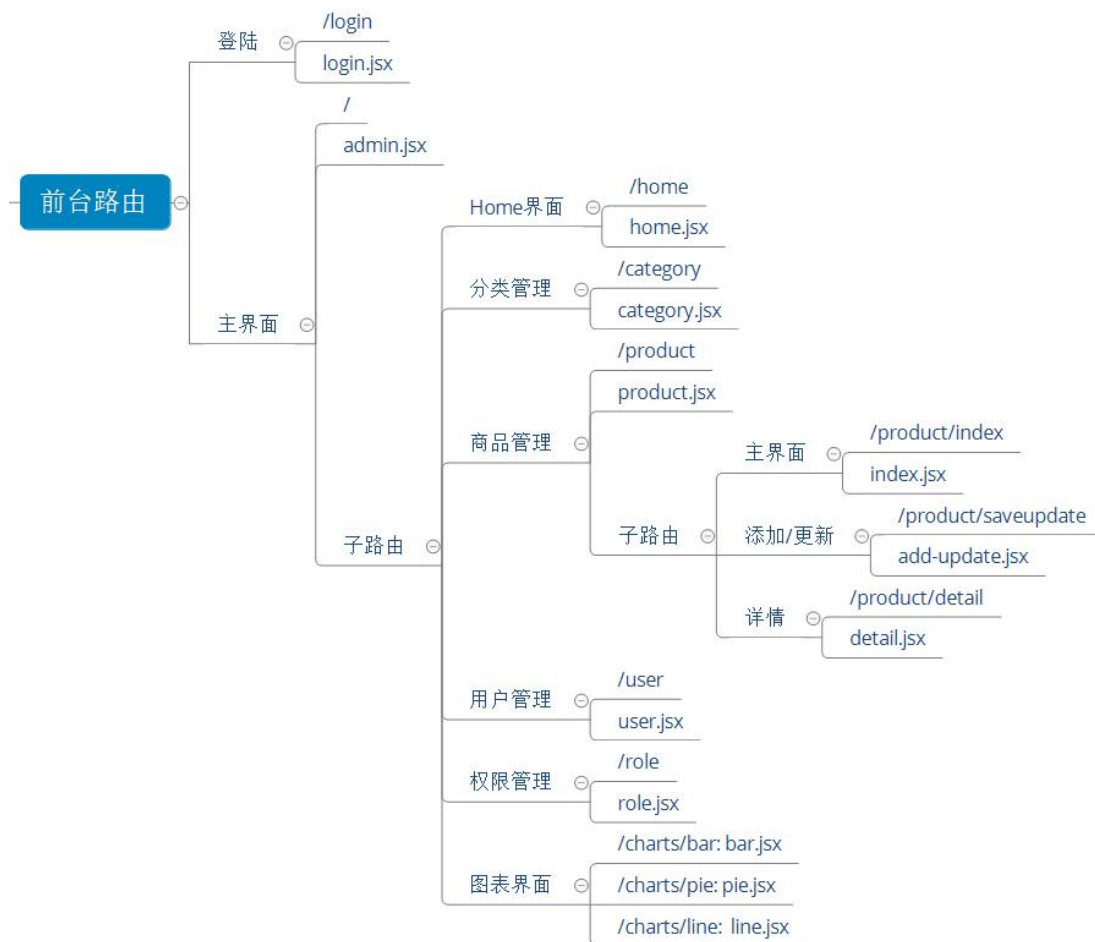 前台路由
登陆
/login
login.jsx
主界面
/
admin.jsx
子路由
Home界面
/home
home.jsx
分类管理
/category
category.jsx
商品管理
/product
product.jsx
子路由
主界面
/product/index
index.jsx
添加/更新
/product/saveupdate
add-update.jsx
详情
/product/detail
detail.jsx
用户管理
/user
user.jsx
权限管理
/role
role.jsx
图表界面
/charts/bar: bar.jsx
/charts/pie: pie.jsx
/charts/line: line.jsx